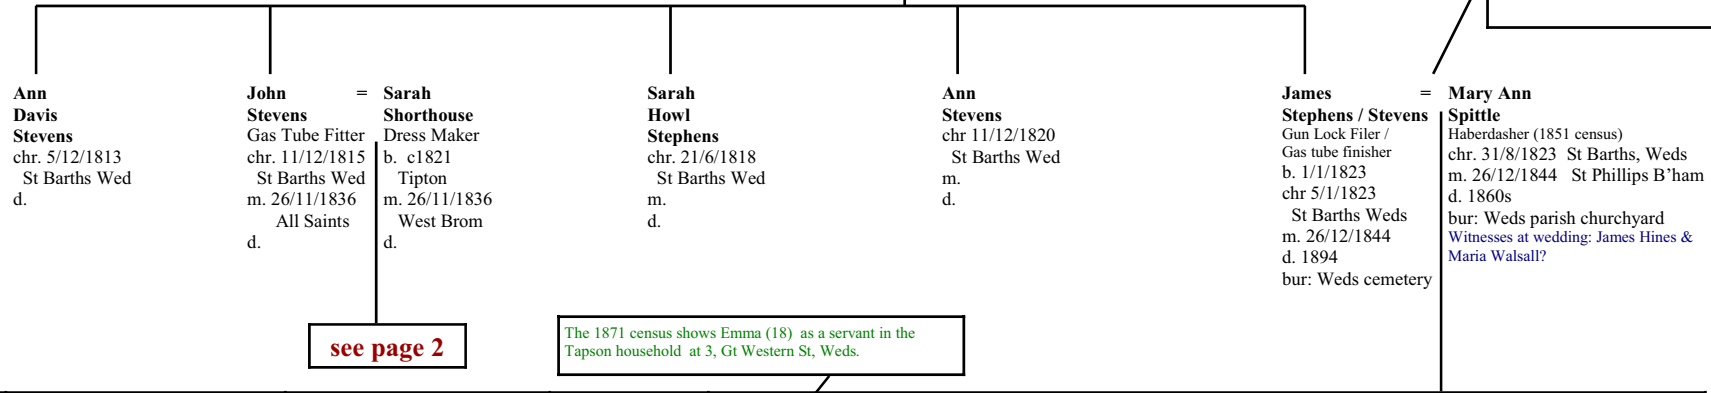 Ann
Davis
Stevens
chr. 5/12/1813
St Barths Wed
d.
John =
Stevens
Gas Tube Fitter
chr. 11/12/1815
St Barths Wed
m. 26/11/1836
All Saints
d.
Sarah
Shorthouse
Dress Maker
b. c1821
Tipton
m. 26/11/1836
West Brom
d.
see page 2
Sarah
Howl
Stephens
chr. 21/6/1818
St Barths Wed
m.
d.
The 1871 census shows Emma (18) as a servant in the
Tapson household at 3, Gt Western St, Weds.
Ann
Stevens
chr 11/12/1820
St Barths Wed
m.
d.
James =
Stephens / Stevens
Gun Lock Filer /
Gas tube finisher
b. 1/1/1823
chr 5/1/1823
St Barths Weds
m. 26/12/1844
d. 1894
bur: Weds cemetery
Mary Ann
Spittle
Haberdasher (1851 census)
chr. 31/8/1823 St Barths, Weds
m. 26/12/1844 St Phillips B’ham
d. 1860s
bur: Weds parish churchyard
Witnesses at wedding: James Hines &
Maria Walsall?